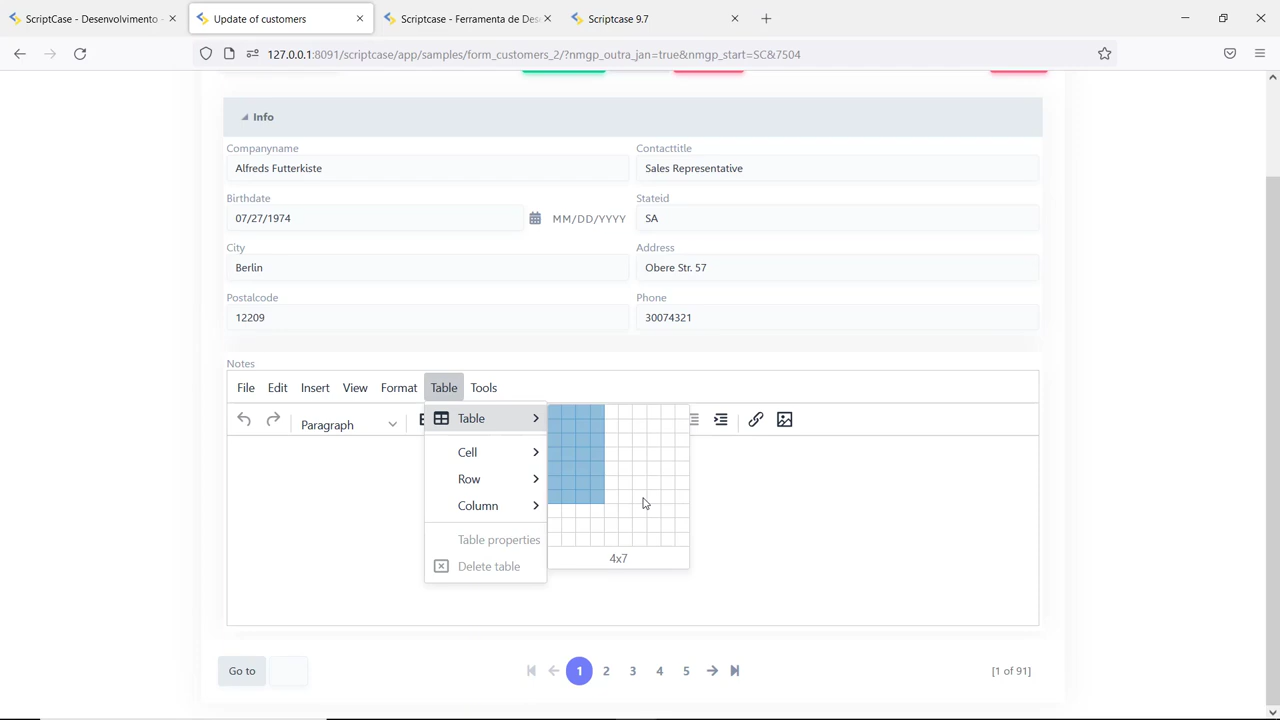 ScriptCase - Desenvolvimento
Update of customers
Scriptcase - Ferramenta de Des
Scriptcase 9.7
127.0.0.1:8091/scriptcase/app/samples/form_customers_2/?nmgp_outra_jan=true&nmgp_start=SC&7504
Info
Companyname
Contacttitle
Alfreds Futterkiste
Sales Representative
Birthdate
Stateid
07/27/1974
MM/DD/YYYY
SA
City
Address
Berlin
Obere Str. 57
Postalcode
Phone
12209
30074321
Notes
File Edit Insert View Format Table Tools
Paragraph
Table
Cell
Row
Column
Table properties
Delete table
4x7
Go to
1 2 3 4 5
[1 of 91]